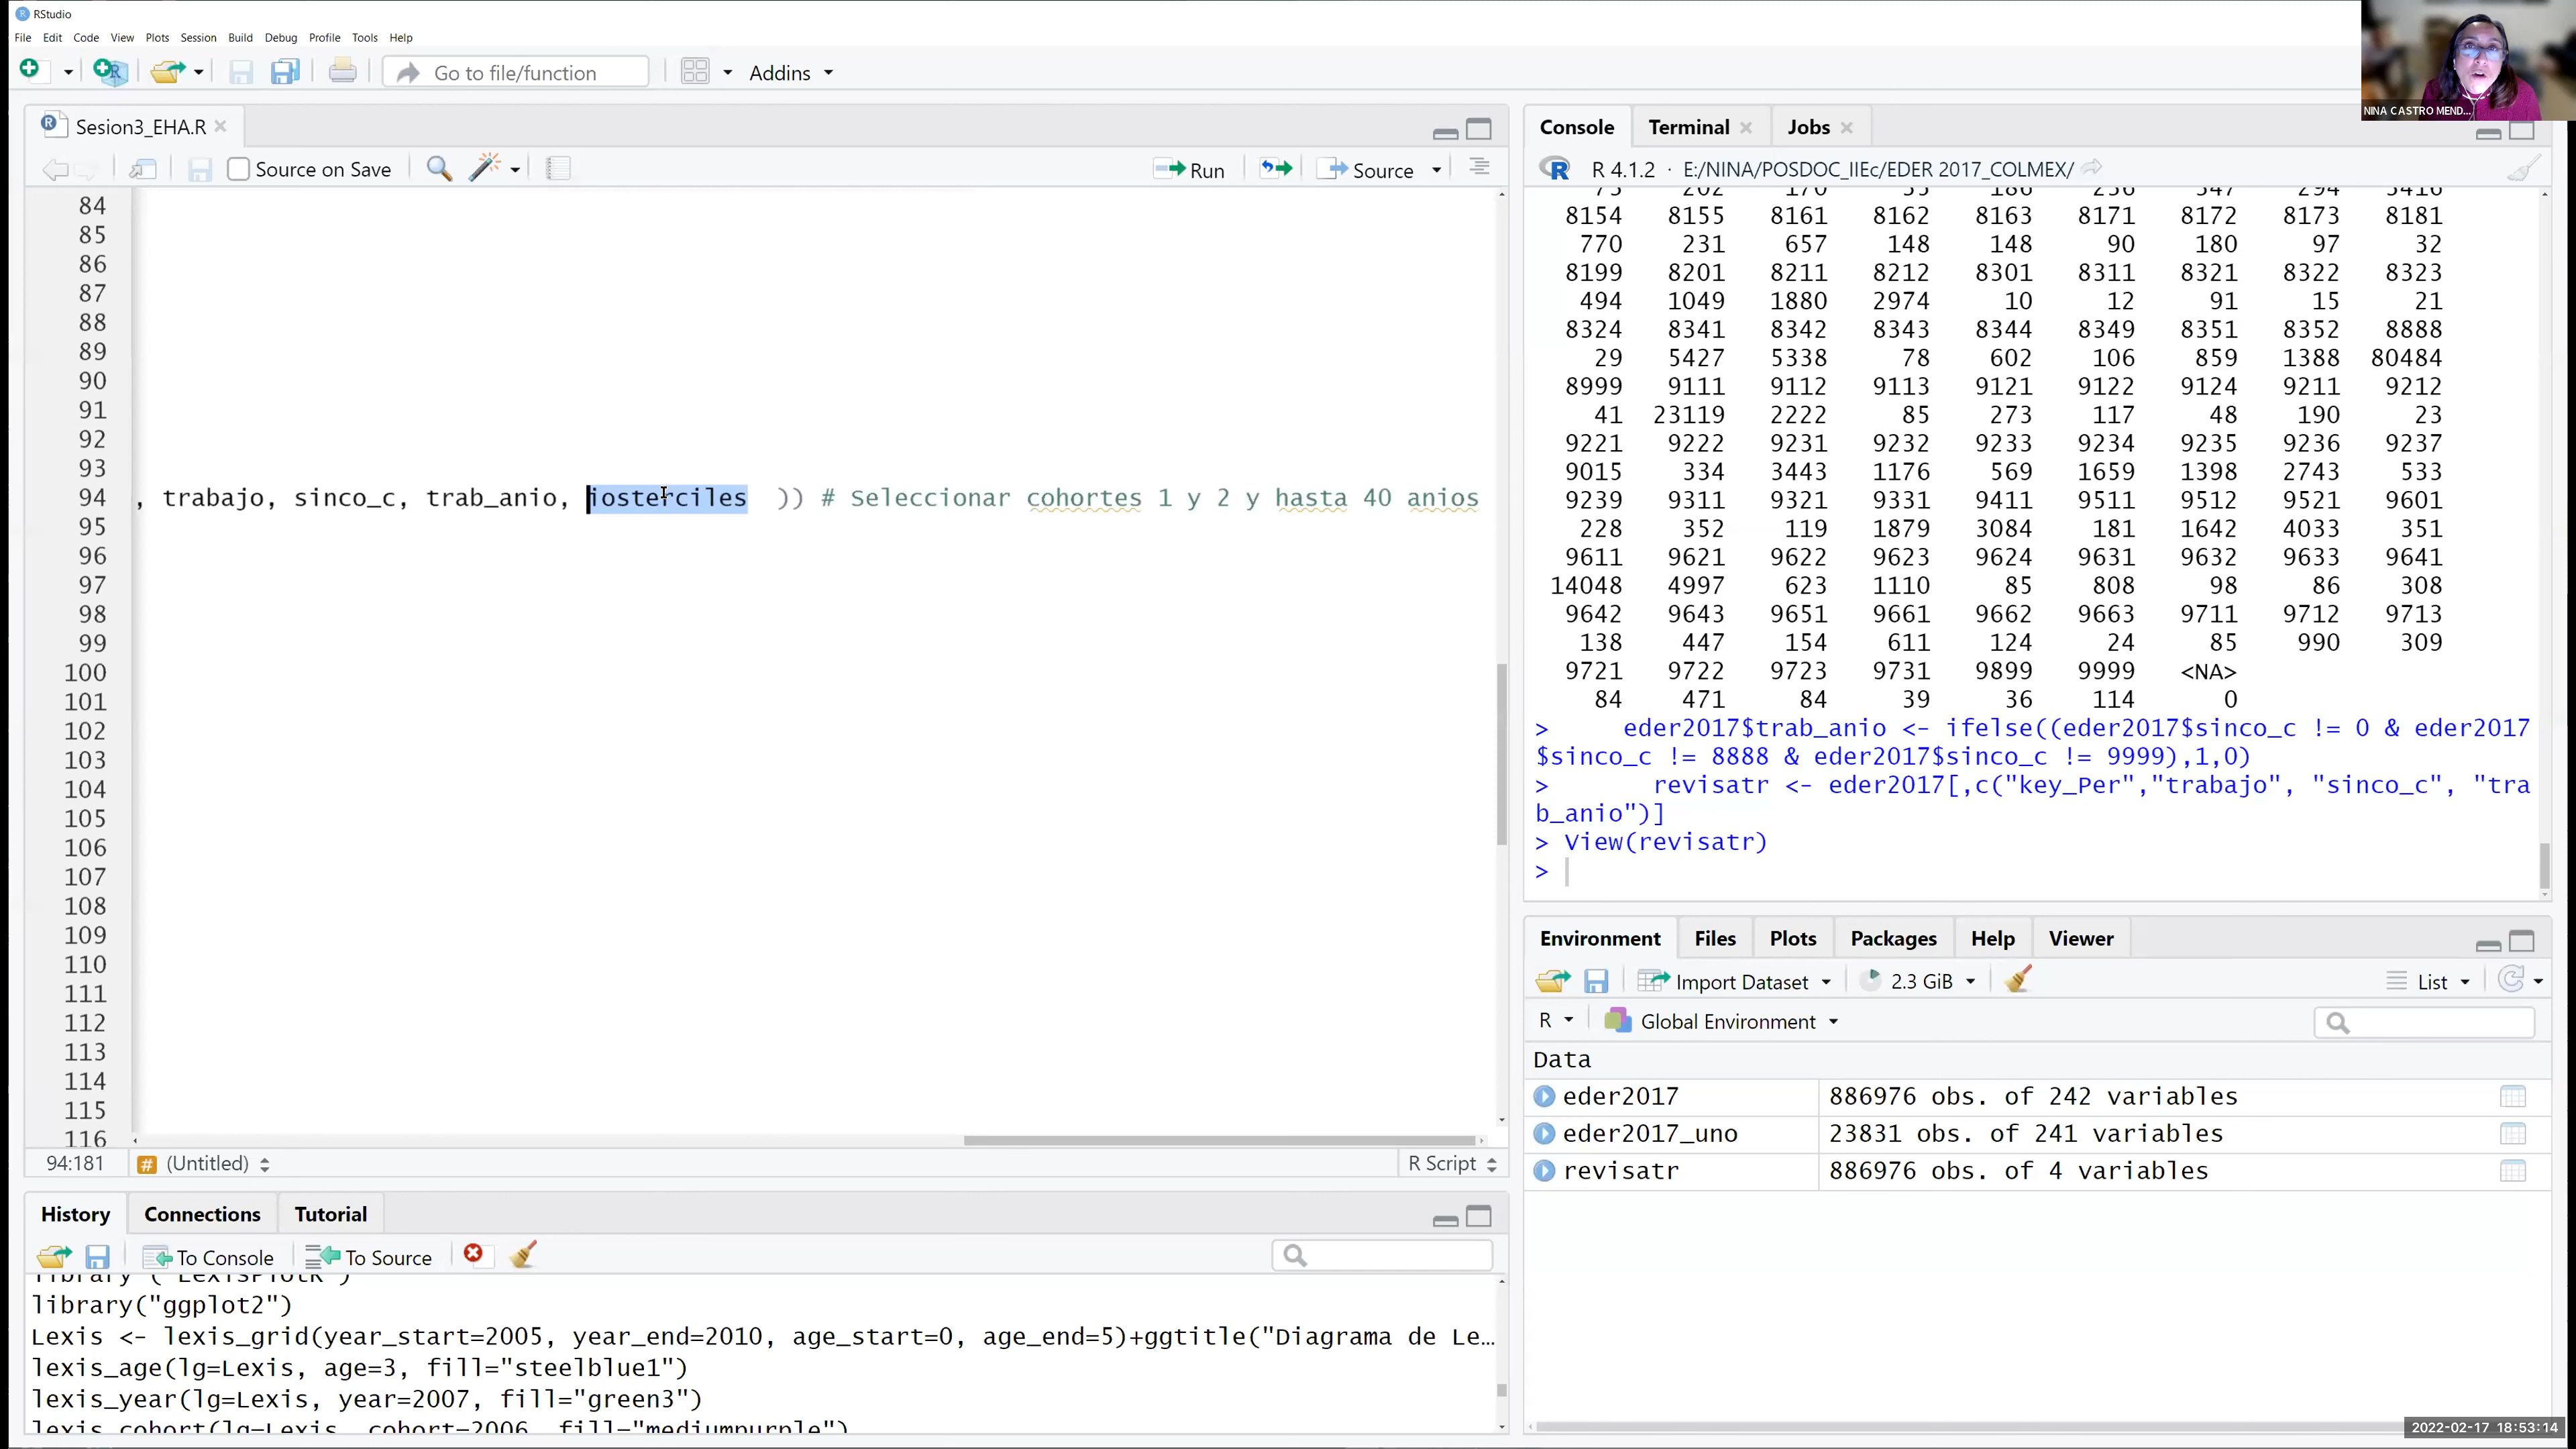 RStudio
File Edit Code View Plots Session Build Debug Profile Tools Help
Go to file/function Addins
NINA CASTRO MEND...
Sesion3_EHA.R
Source on Save Run Source
84
85
86
87
88
89
90
91
92
93
94 , trabajo, sinco_c, trab_anio, iosterciles )) # Seleccionar cohortes 1 y 2 y hasta 40 anios
95
96
97
98
99
100
101
102
103
104
105
106
107
108
109
110
111
112
113
114
115
116
94:181 # (Untitled) R Script
History Connections Tutorial
To Console To Source
library("LexisPlotR")
library("ggplot2")
Lexis <- lexis_grid(year_start=2005, year_end=2010, age_start=0, age_end=5)+ggtitle("Diagrama de Le...
lexis_age(lg=Lexis, age=3, fill="steelblue1")
lexis_year(lg=Lexis, year=2007, fill="green3")
lexis_cohort(lg=Lexis, cohort=2006, fill="mediumpurple")
Console Terminal Jobs
R 4.1.2 · E:/NINA/POSDOC_IIEc/EDER 2017_COLMEX/
73 202 170 55 186 236 347 294 3416
8154 8155 8161 8162 8163 8171 8172 8173 8181
770 231 657 148 148 90 180 97 32
8199 8201 8211 8212 8301 8311 8321 8322 8323
494 1049 1880 2974 10 12 91 15 21
8324 8341 8342 8343 8344 8349 8351 8352 8888
29 5427 5338 78 602 106 859 1388 80484
8999 9111 9112 9113 9121 9122 9124 9211 9212
41 23119 2222 85 273 117 48 190 23
9221 9222 9231 9232 9233 9234 9235 9236 9237
9015 334 3443 1176 569 1659 1398 2743 533
9239 9311 9321 9331 9411 9511 9512 9521 9601
228 352 119 1879 3084 181 1642 4033 351
9611 9621 9622 9623 9624 9631 9632 9633 9641
14048 4997 623 1110 85 808 98 86 308
9642 9643 9651 9661 9662 9663 9711 9712 9713
138 447 154 611 124 24 85 990 309
9721 9722 9723 9731 9899 9999 <NA>
84 471 84 39 36 114 0
> eder2017$trab_anio <- ifelse((eder2017$sinco_c != 0 & eder2017
$sinco_c != 8888 & eder2017$sinco_c != 9999),1,0)
> revisatr <- eder2017[,c("key_Per","trabajo", "sinco_c", "tra
b_anio")]
> View(revisatr)
>
Environment Files Plots Packages Help Viewer
Import Dataset 2.3 GiB List
R Global Environment
Data
eder2017 886976 obs. of 242 variables
eder2017_uno 23831 obs. of 241 variables
revisatr 886976 obs. of 4 variables
2022-02-17 18:53:14